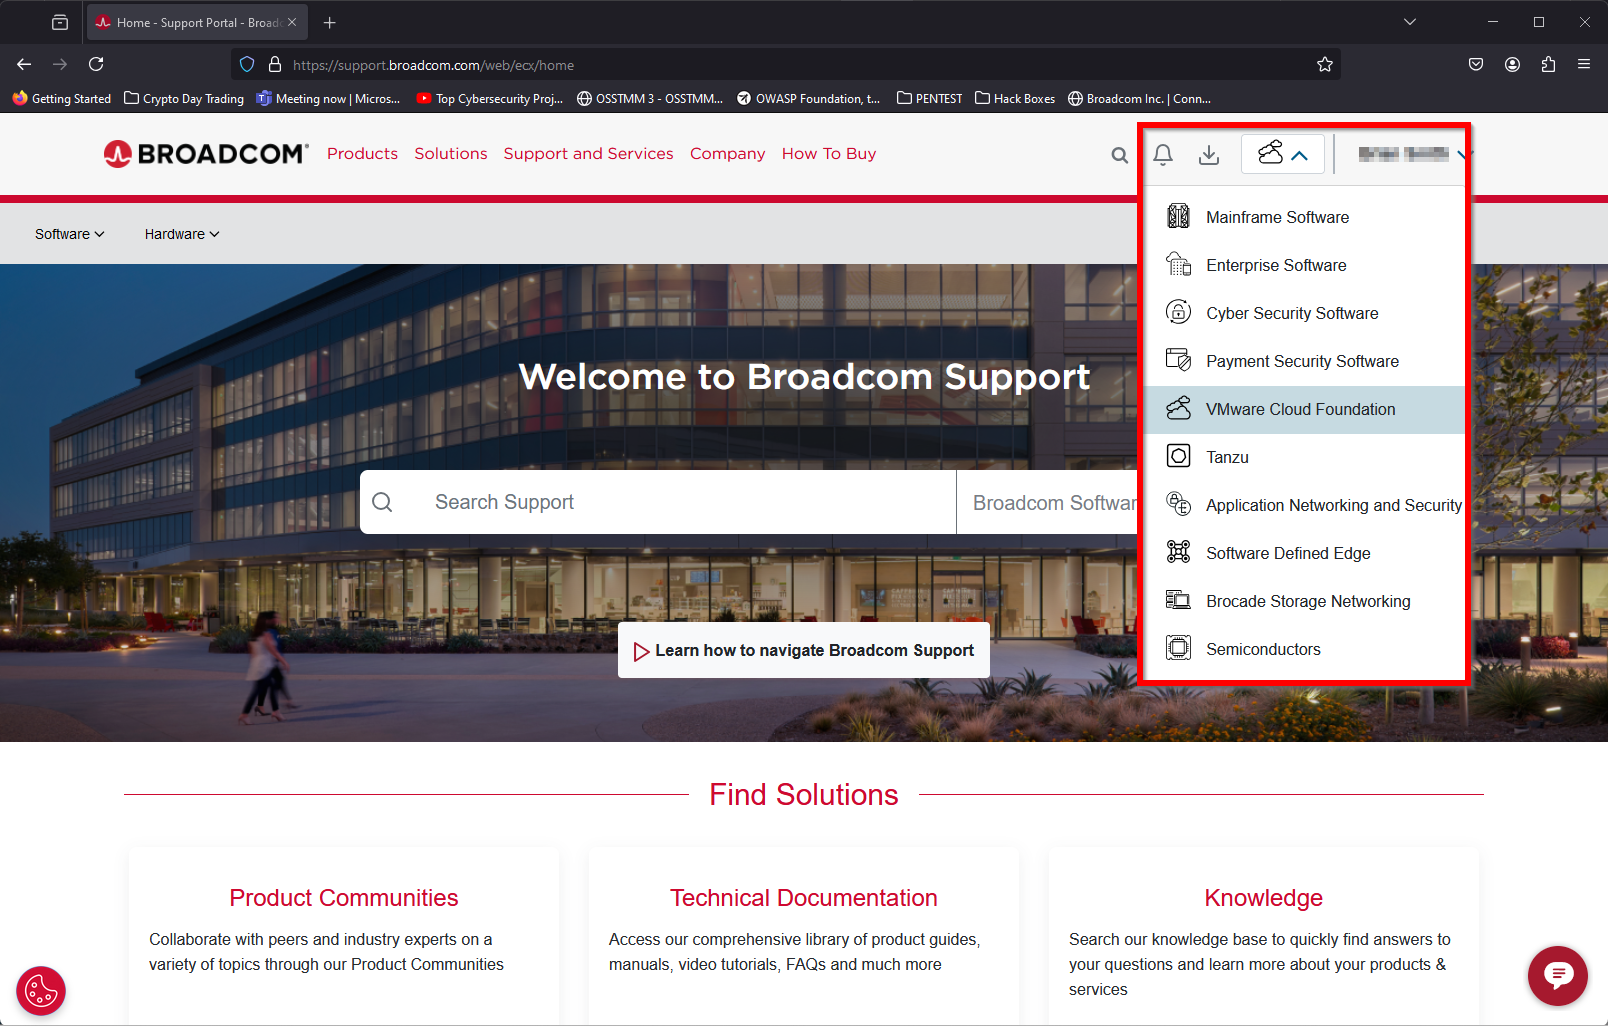 Home - Support Portal - Broadc
https://support.broadcom.com/web/ecx/home
Getting Started
Crypto Day Trading
Meeting now | Micros...
Top Cybersecurity Proj...
OSSTMM 3 - OSSTMM...
OWASP Foundation, t...
PENTEST
Hack Boxes
Broadcom Inc. | Conn...
BROADCOM
Products
Solutions
Support and Services
Company
How To Buy
Software
Hardware
Mainframe Software
Enterprise Software
Cyber Security Software
Payment Security Software
VMware Cloud Foundation
Tanzu
Application Networking and Security
Software Defined Edge
Brocade Storage Networking
Semiconductors
Welcome to Broadcom Support
Search Support
Broadcom Softwar
Learn how to navigate Broadcom Support
Find Solutions
Product Communities
Collaborate with peers and industry experts on a
variety of topics through our Product Communities
Technical Documentation
Access our comprehensive library of product guides,
manuals, video tutorials, FAQs and much more
Knowledge
Search our knowledge base to quickly find answers to
your questions and learn more about your products &
services